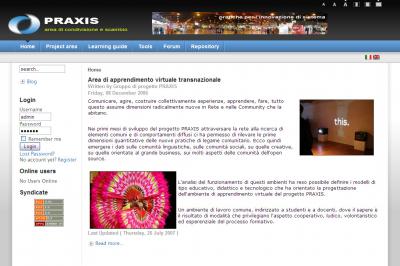 A A A
PRAXIS
area di condivisione e scambio
pratiche per innovazione di sistema
Home
Project area
Learning guide
Tools
Forum
Repository
search...
Blog
Login
Username
admin
Password
Remember me
Login
Lost Password?
No account yet? Register
Online users
No Users Online
Syndicate
Home
Area di apprendimento virtuale transnazionale
Written by Gruppo di progetto PRAXIS
Friday, 08 December 2006
Comunicare, agire, costruire collettivamente esperienze, apprendere, fare, tutto
questo assume dimensioni radicalmente nuove in Rete e nelle Community che la
abitano.
Nei primi mesi di sviluppo del progetto PRAXIS attraversare la rete alla ricerca di
elementi comuni e di comportamenti diffusi ci ha permesso di rilevare le prime
dimensioni quantitative delle nuove pratiche di legame comunitario. Ecco quindi
emergere i dati sulle comunità linguistiche, sulle comunità sociali, su quelle creative,
su quelle orientate al grande business, su molti aspetti delle comunità dell'open
source.
this.
L'analisi del funzionamento di questi ambienti ha reso possibile definire i modelli di
tipo educativo, didattico e tecnologico che ha orientato la progettazione
dell'ambiente di apprendimento virtuale del progetto PRAXIS.
Un ambiente di lavoro comune, indirizzato a studenti e a docenti, dove il sapere è
il risultato di modalità che privilegiano l'aspetto cooperativo, ludico, volontaristico
ed esperienziale del processo formativo.
Last Updated ( Thursday, 26 July 2007 )
Read more...